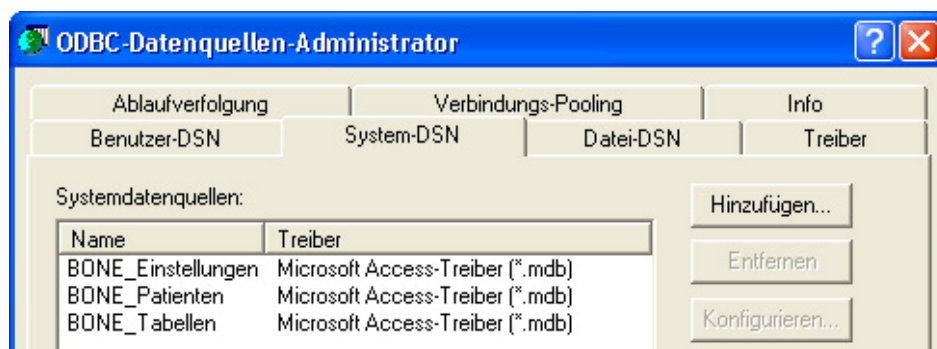 ODBC-Datenquellen-Administrator
Ablaufverfolgung Verbindungs-Pooling Info
Benutzer-DSN System-DSN Datei-DSN Treiber
Systemdatenquellen:
Hinzufügen...
Name Treiber
BONE_Einstellungen Microsoft Access-Treiber (*.mdb)
Entfernen
BONE_Patienten Microsoft Access-Treiber (*.mdb)
BONE_Tabellen Microsoft Access-Treiber (*.mdb)
Konfigurieren...